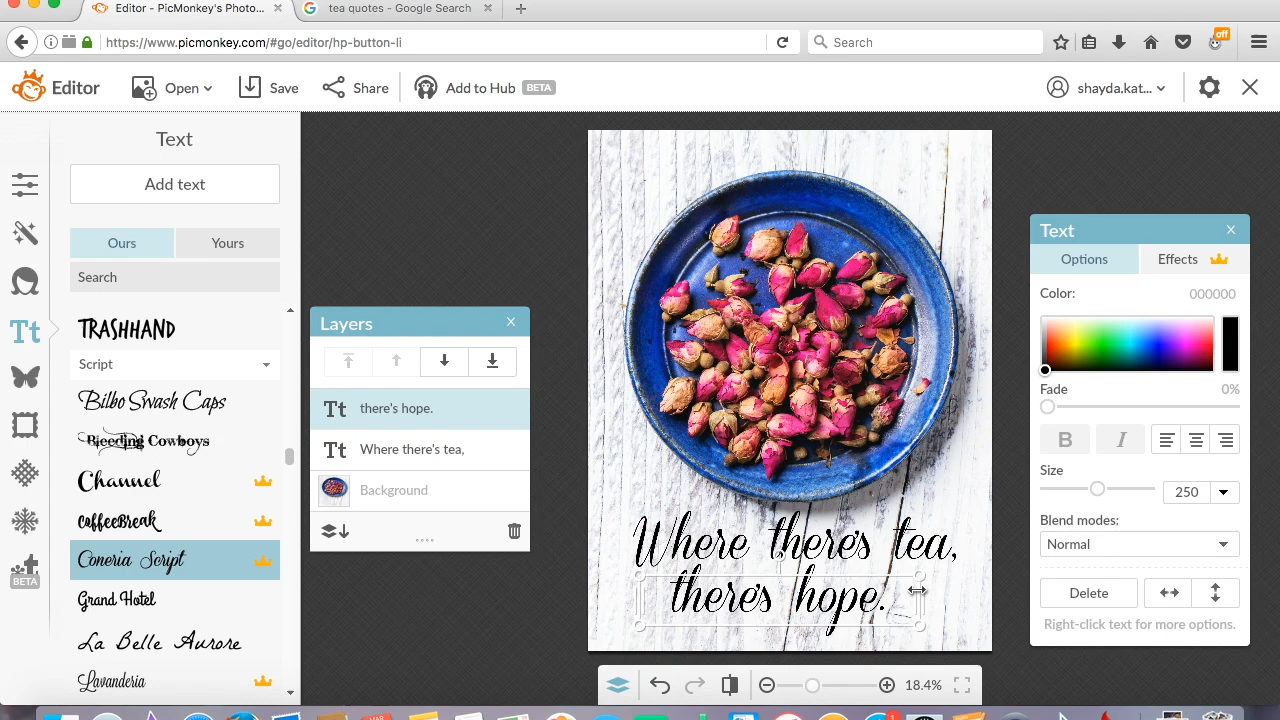 Editor - PicMonkey's Photo...
tea quotes - Google Search
https://www.picmonkey.com/#go/editor/hp-button-li
Search
off
Editor
Open
Save
Share
Add to Hub BETA
shayda.kat...
Text
Add text
Ours
Yours
Search
TRASHHAND
Script
Bilbo Swash Caps
Bleeding Cowboys
Channel
CoffeeBreak
Coneria Script
Grand Hotel
La Belle Aurore
Lavanderia
Tt
BETA
Layers
Tt there's hope.
Tt Where there's tea,
Background
Where there's tea,
there's hope.
Text
Options
Effects
Color:
000000
Fade
0%
B
I
Size
250
Blend modes:
Normal
Delete
Right-click text for more options.
18.4%